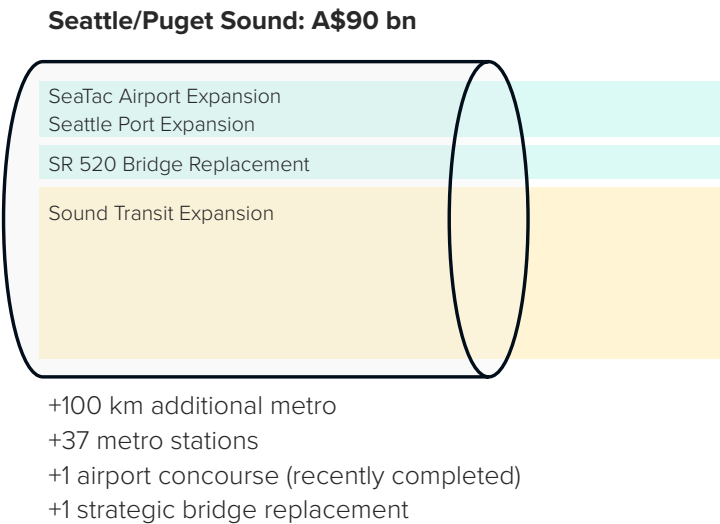 Seattle/Puget Sound: A$90 bn
SeaTac Airport Expansion
Seattle Port Expansion
SR 520 Bridge Replacement
Sound Transit Expansion
+100 km additional metro
+37 metro stations
+1 airport concourse (recently completed)
+1 strategic bridge replacement